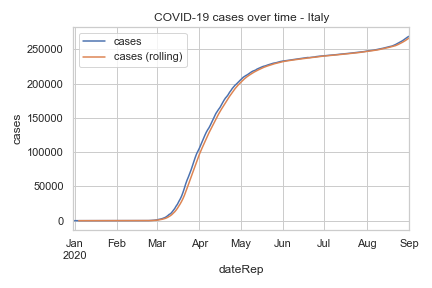 COVID-19 cases over time - Italy
cases
cases (rolling)
250000
200000
150000
100000
50000
0
cases
Jan
2020
Feb
Mar
Apr
May
Jun
Jul
Aug
Sep
dateRep